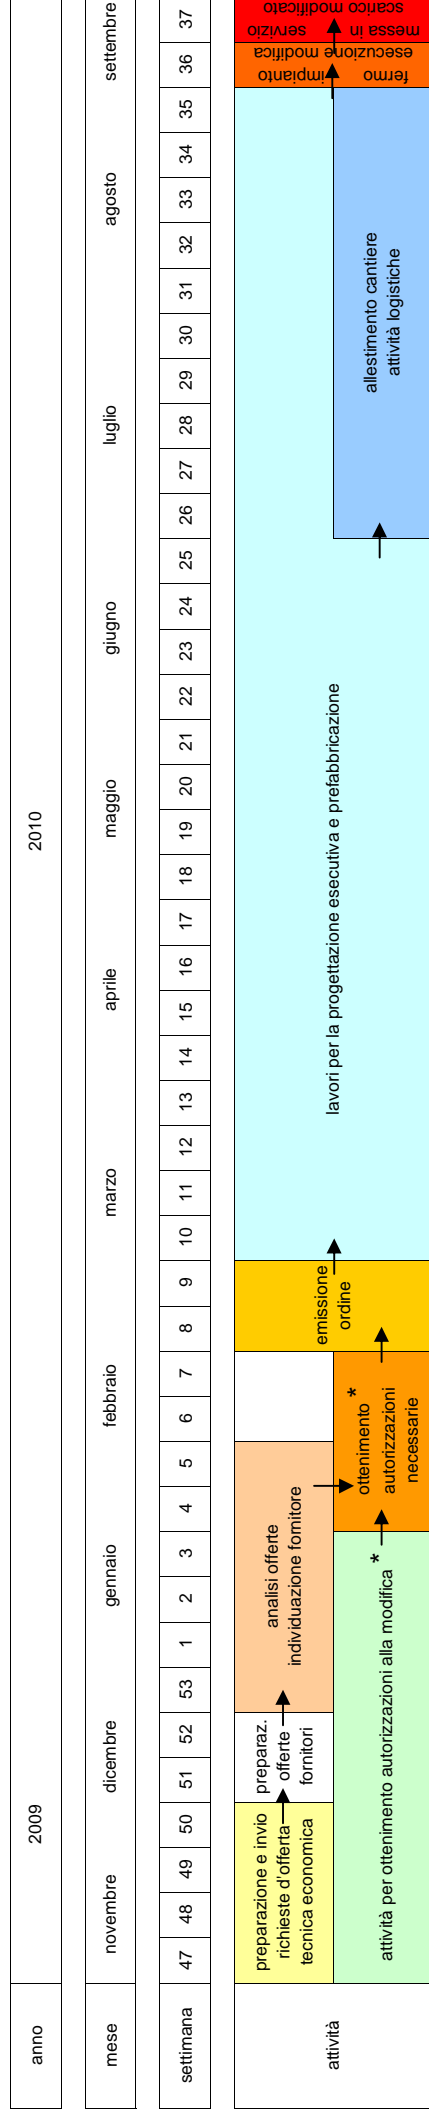 anno
2009
2010
mese
novembre
dicembre
gennaio
febbraio
marzo
aprile
maggio
giugno
luglio
agosto
settembre
settimana
47
48
49
50
51
52
53
1
2
3
4
5
6
7
8
9
10
11
12
13
14
15
16
17
18
19
20
21
22
23
24
25
26
27
28
29
30
31
32
33
34
35
36
37
attività
preparazione e invio
richieste d'offerta
tecnica economica
preparaz.
offerte
fornitori
analisi offerte
individuazione fornitore
attività per ottenimento autorizzazioni alla modifica *
ottenimento *
autorizzazioni
necessarie
emissione
ordine
lavori per la progettazione esecutiva e prefabbricazione
allestimento cantiere
attività logistiche
fermo impianto
esecuzione modifica
messa in servizio
scarico modificato